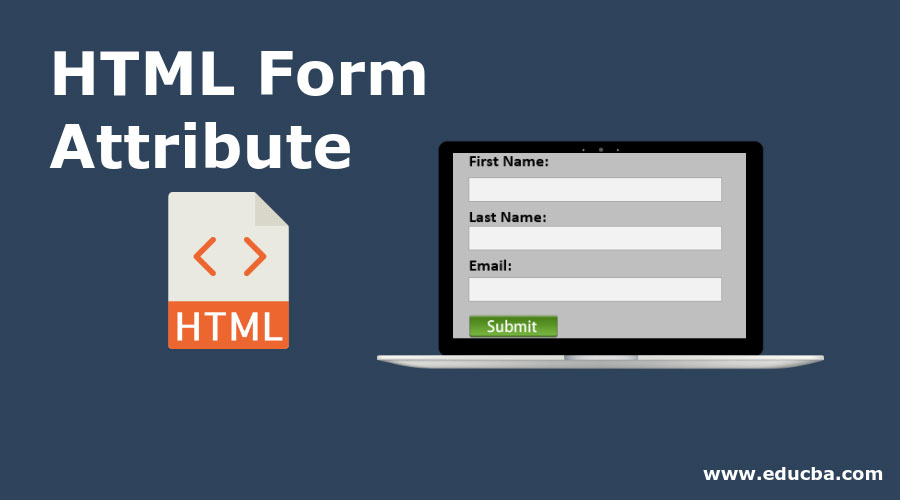 HTML Form
Attribute
HTML
First Name:
Last Name:
Email:
Submit
www.educba.com